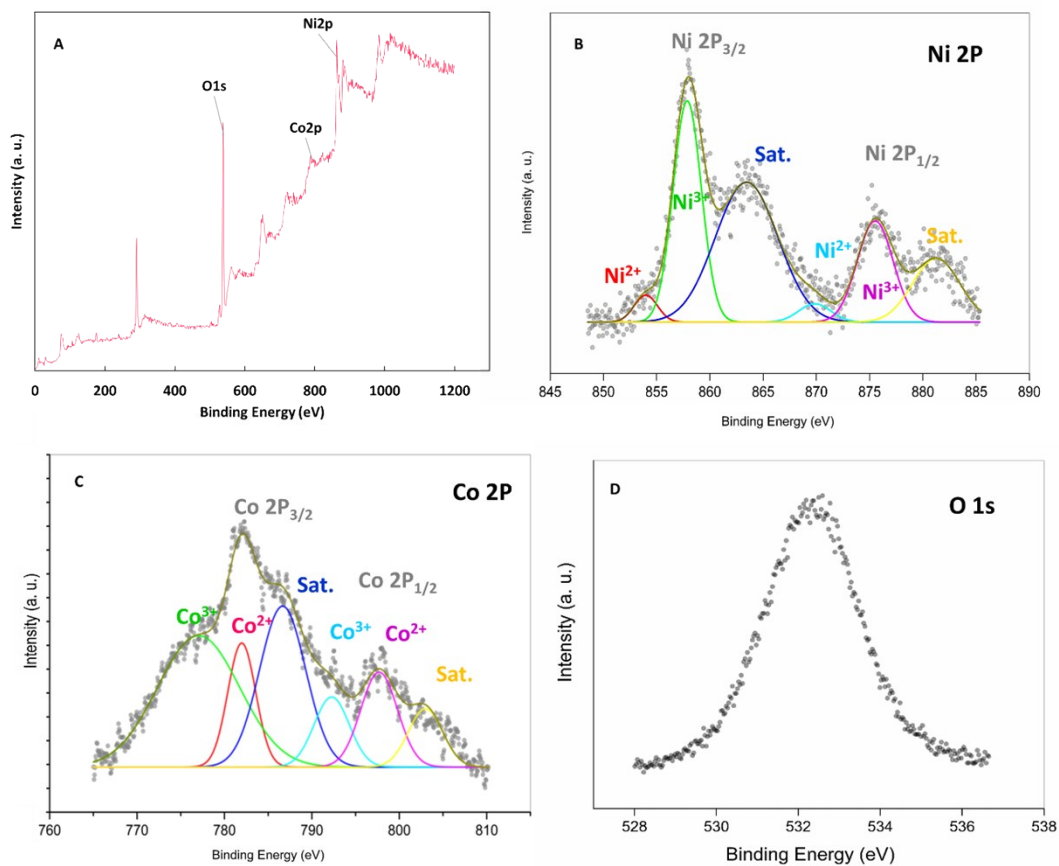 A
Ni2p
O1s
Co2p
Intensity (a. u.)
0 200 400 600 800 1000 1200
Binding Energy (eV)
B
Ni 2P3/2
Ni 2P
Sat.
Ni 2P1/2
Ni3+
Ni2+
Sat.
Ni2+
Ni3+
Intensity (a. u.)
845 850 855 860 865 870 875 880 885 890
Binding Energy (eV)
C
Co 2P
Co 2P3/2
Sat.
Co 2P1/2
Co3+
Co2+
Co3+
Co2+
Sat.
Intensity (a. u.)
760 770 780 790 800 810
Binding Energy (eV)
D
O 1s
Intensity (a. u.)
528 530 532 534 536 538
Binding Energy (eV)